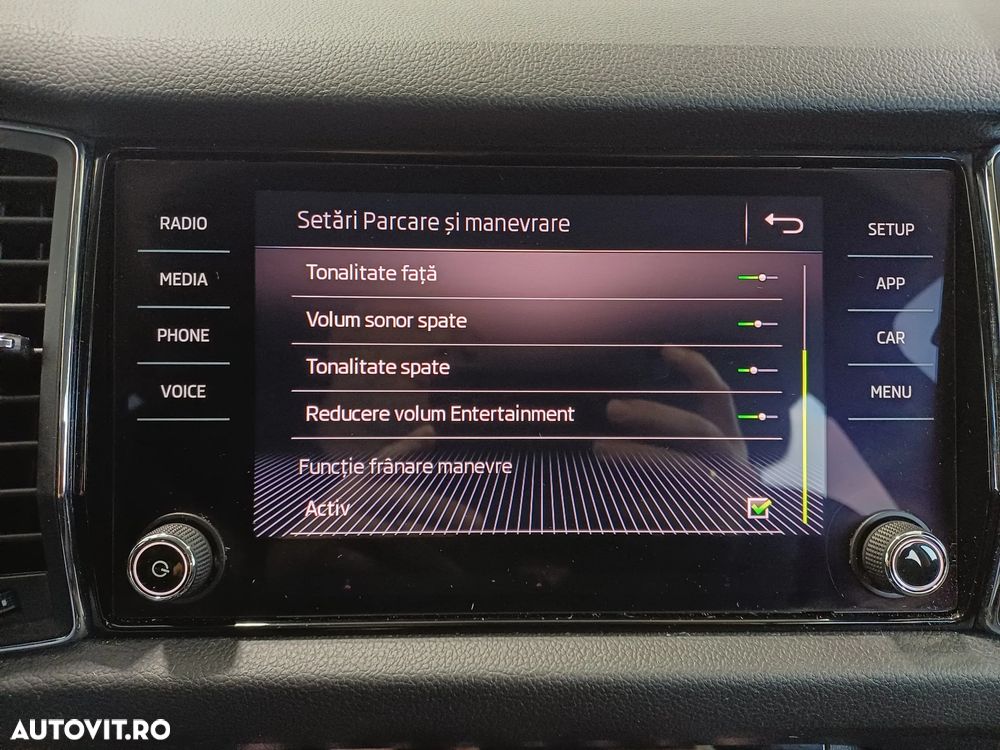 RADIO
MEDIA
PHONE
VOICE
Setări Parcare și manevrare
Tonalitate față
Volum sonor spate
Tonalitate spate
Reducere volum Entertainment
Funcție frânare manevre
Activ
SETUP
APP
CAR
MENU
AUTOVIT.RO